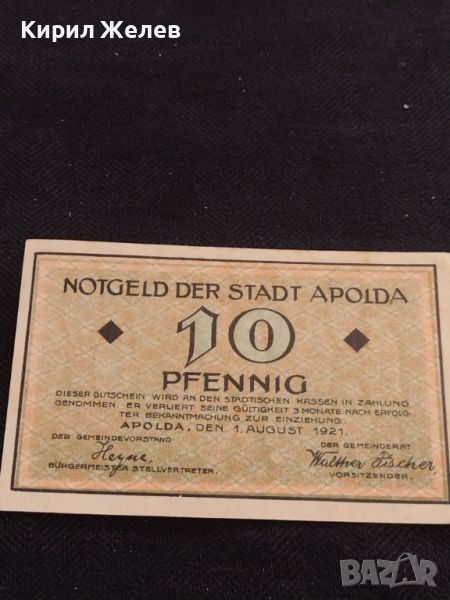 Кирил Желев
NOTGELD DER STADT APOLDA
10
PFENNIG
DIESER GUTSCHEIN WIRD AN DEN STÄDTISCHEN KASSEN IN ZAHLUNG
GENOMMEN. ER VERLIERT SEINE GÜLTIGKEIT 3 MONATE NACH ERFOLG
TER BEKANNTMACHUNG ZUR EINZIEHUNG.
APOLDA, DEN 1. AUGUST 1921.
DER GEMEINDEVORSTAND
DER GEMEINDERAT
Heyne,
Walther Fischer,
BÜRGERMEISTER STELLVERTRETER.
VORSITZENDER.
BAZAR